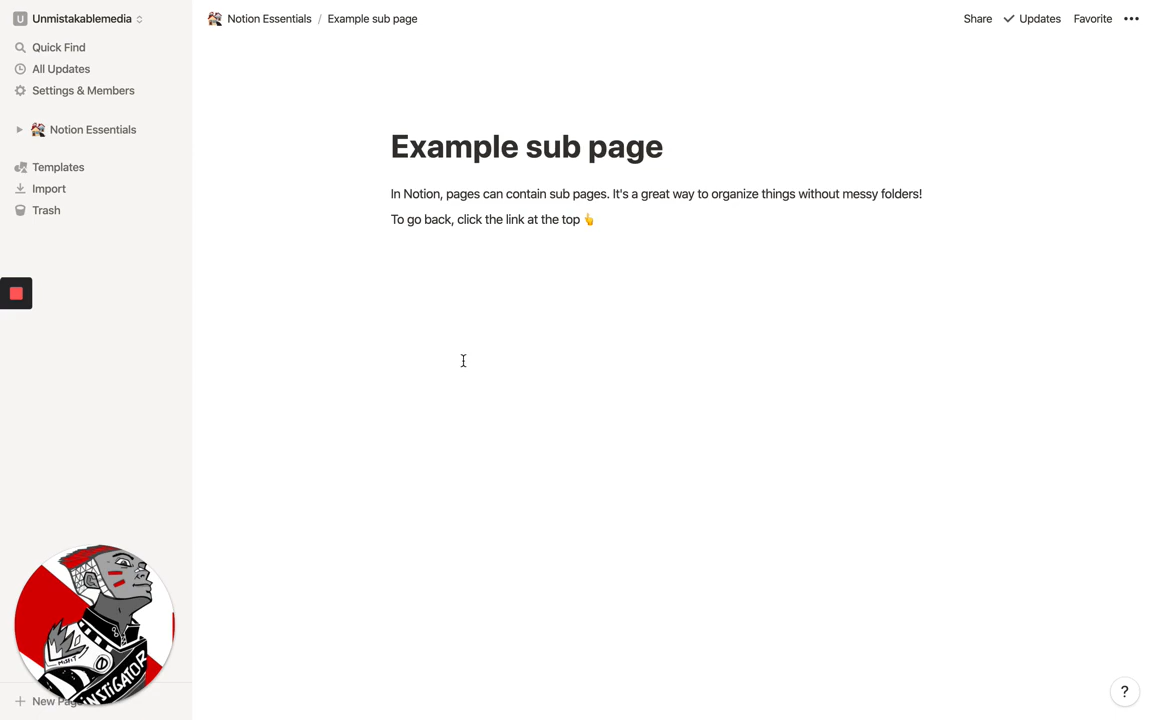 U Unmistakablemedia
Quick Find
All Updates
Settings & Members
Notion Essentials
Templates
Import
Trash
New Page
Notion Essentials / Example sub page
Share
Updates
Favorite
Example sub page
In Notion, pages can contain sub pages. It's a great way to organize things without messy folders!
To go back, click the link at the top 👆
MISFIT
INSTIGATOR
?